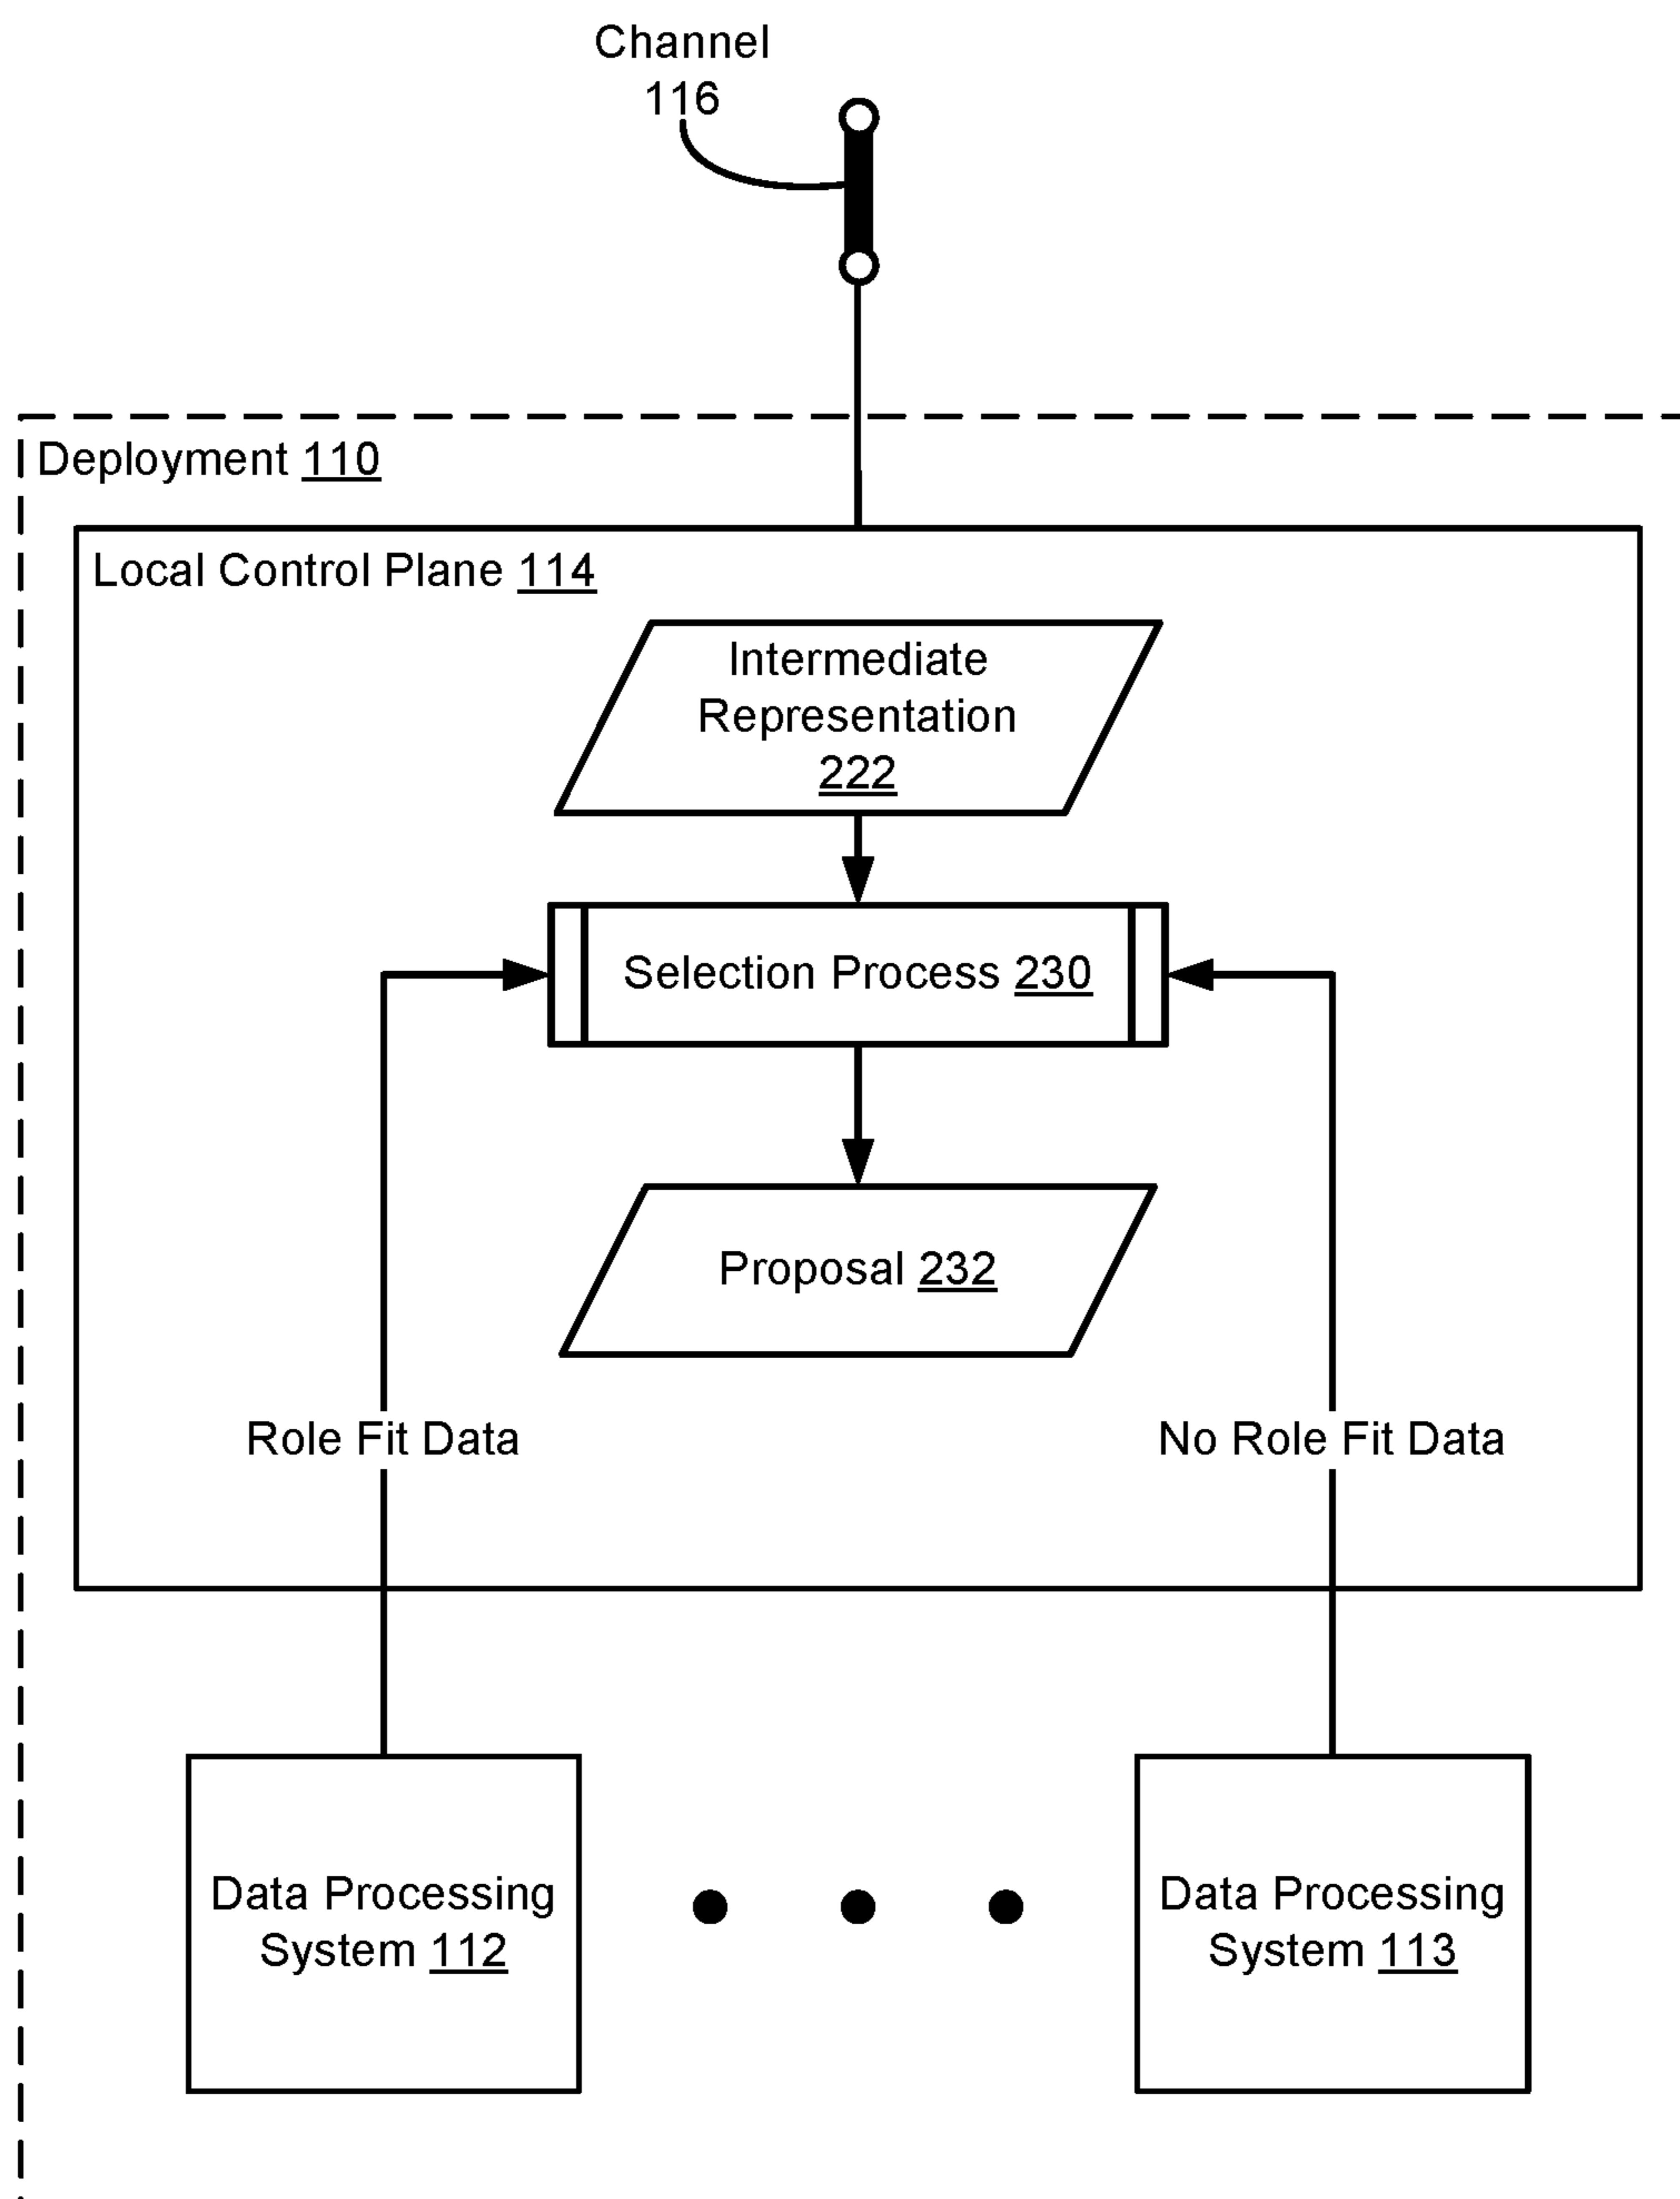 Channel
116
Deployment 110
Local Control Plane 114
Intermediate
Representation
222
Selection Process 230
Proposal 232
Role Fit Data
No Role Fit Data
Data Processing
System 112
Data Processing
System 113